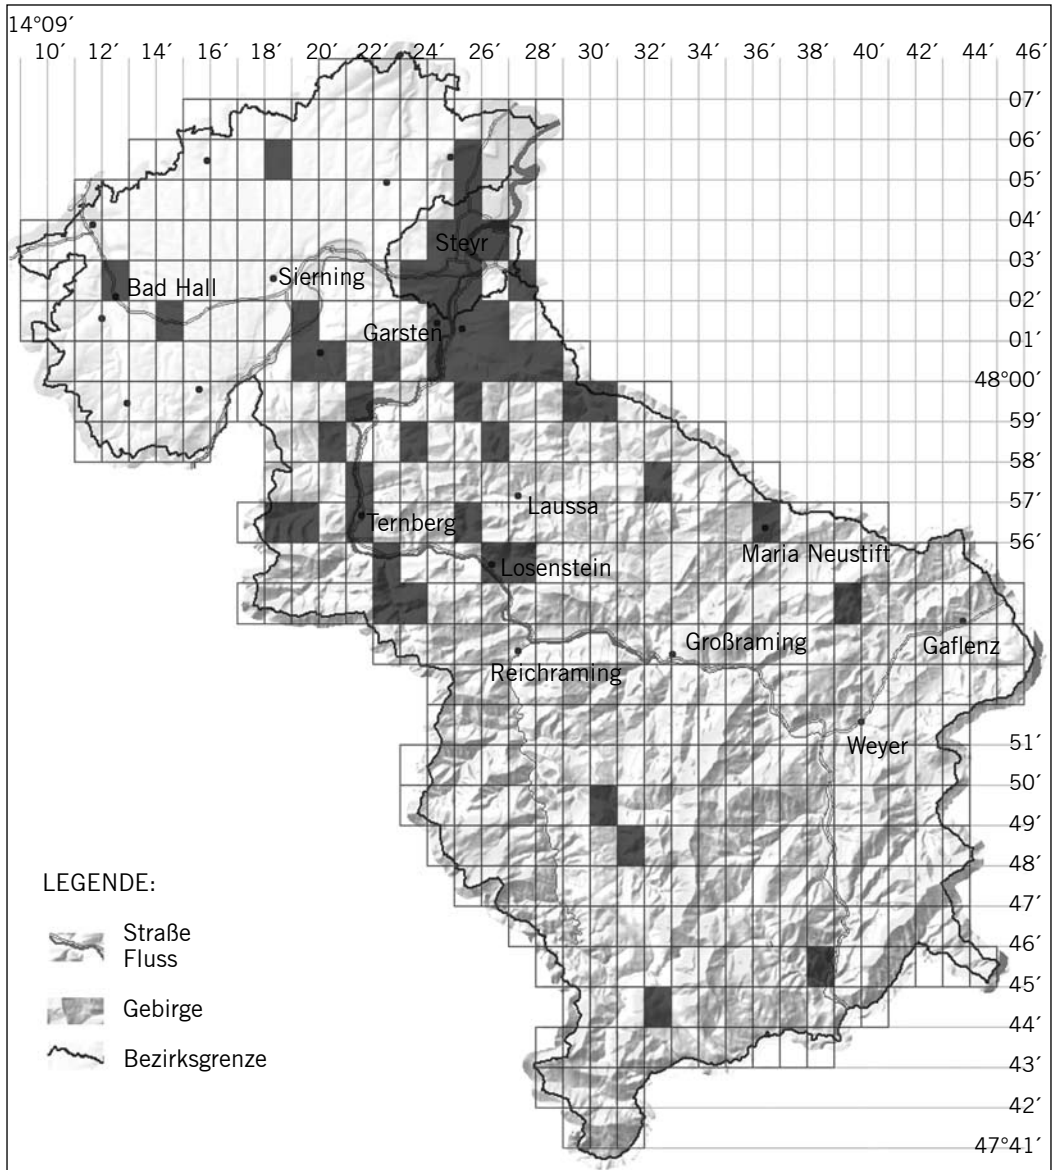 14°09´
10´ 12´ 14´ 16´ 18 20´ 22´ 24´ 26´ 28´ 30´ 32´ 34´ 36´ 38´ 40´ 42´ 44´ 46´
07´
06´
05´
04´
Steyr
03´
Sierning
Bad Hall
02´
Garsten
01´
48°00´
59´
58´
57´
Laussa
Ternberg
56´
Maria Neustift
Losenstein
Großraming
Gaflenz
Reichraming
Weyer
51´
50´
49´
48´
47´
46´
45´
44´
43´
42´
47°41´
LEGENDE:
Straße
Fluss
Gebirge
Bezirksgrenze